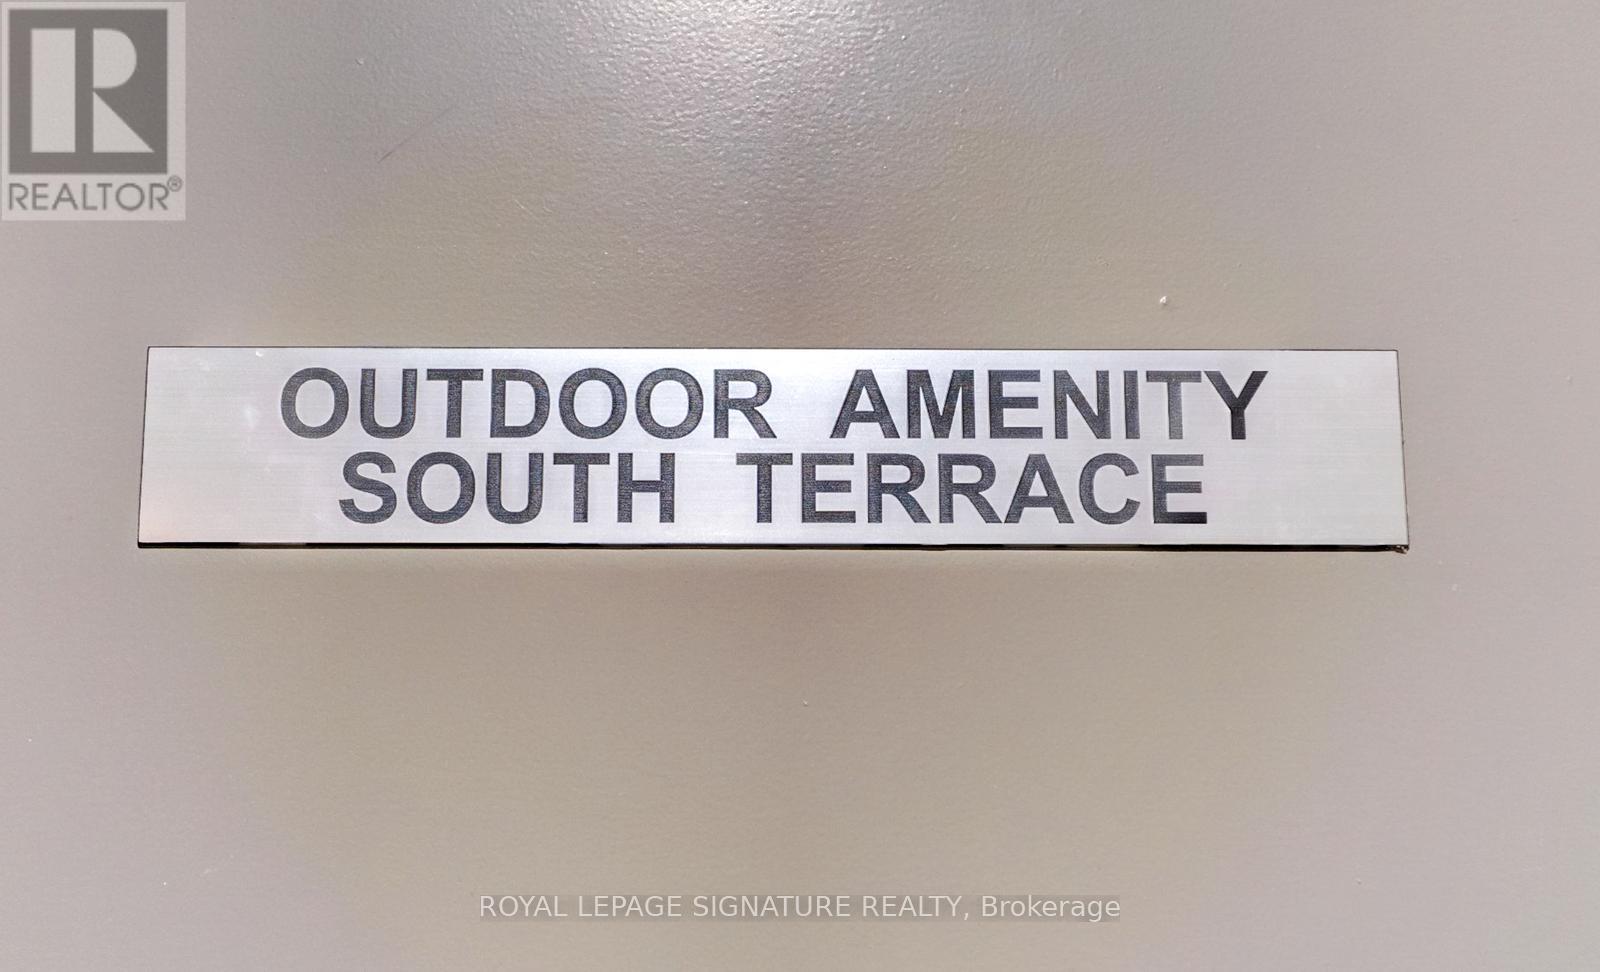 REALTOR®
OUTDOOR AMENITY
SOUTH TERRACE
ROYAL LEPAGE SIGNATURE REALTY, Brokerage